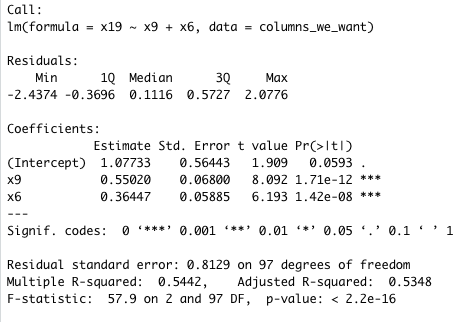 Call:
lm(formula = x19 ~ x9 + x6, data = columns_we_want)
Residuals:
Min 1Q Median 3Q Max
-2.4374 -0.3696 0.1116 0.5727 2.0776
Coefficients:
Estimate Std. Error t value Pr(>|t|)
(Intercept) 1.07733 0.56443 1.909 0.0593 .
x9 0.55020 0.06800 8.092 1.71e-12 ***
x6 0.36447 0.05885 6.193 1.42e-08 ***
---
Signif. codes: 0 ‘***’ 0.001 ‘**’ 0.01 ‘*’ 0.05 ‘.’ 0.1 ‘ ’ 1
Residual standard error: 0.8129 on 97 degrees of freedom
Multiple R-squared: 0.5442, Adjusted R-squared: 0.5348
F-statistic: 57.9 on 2 and 97 DF, p-value: < 2.2e-16